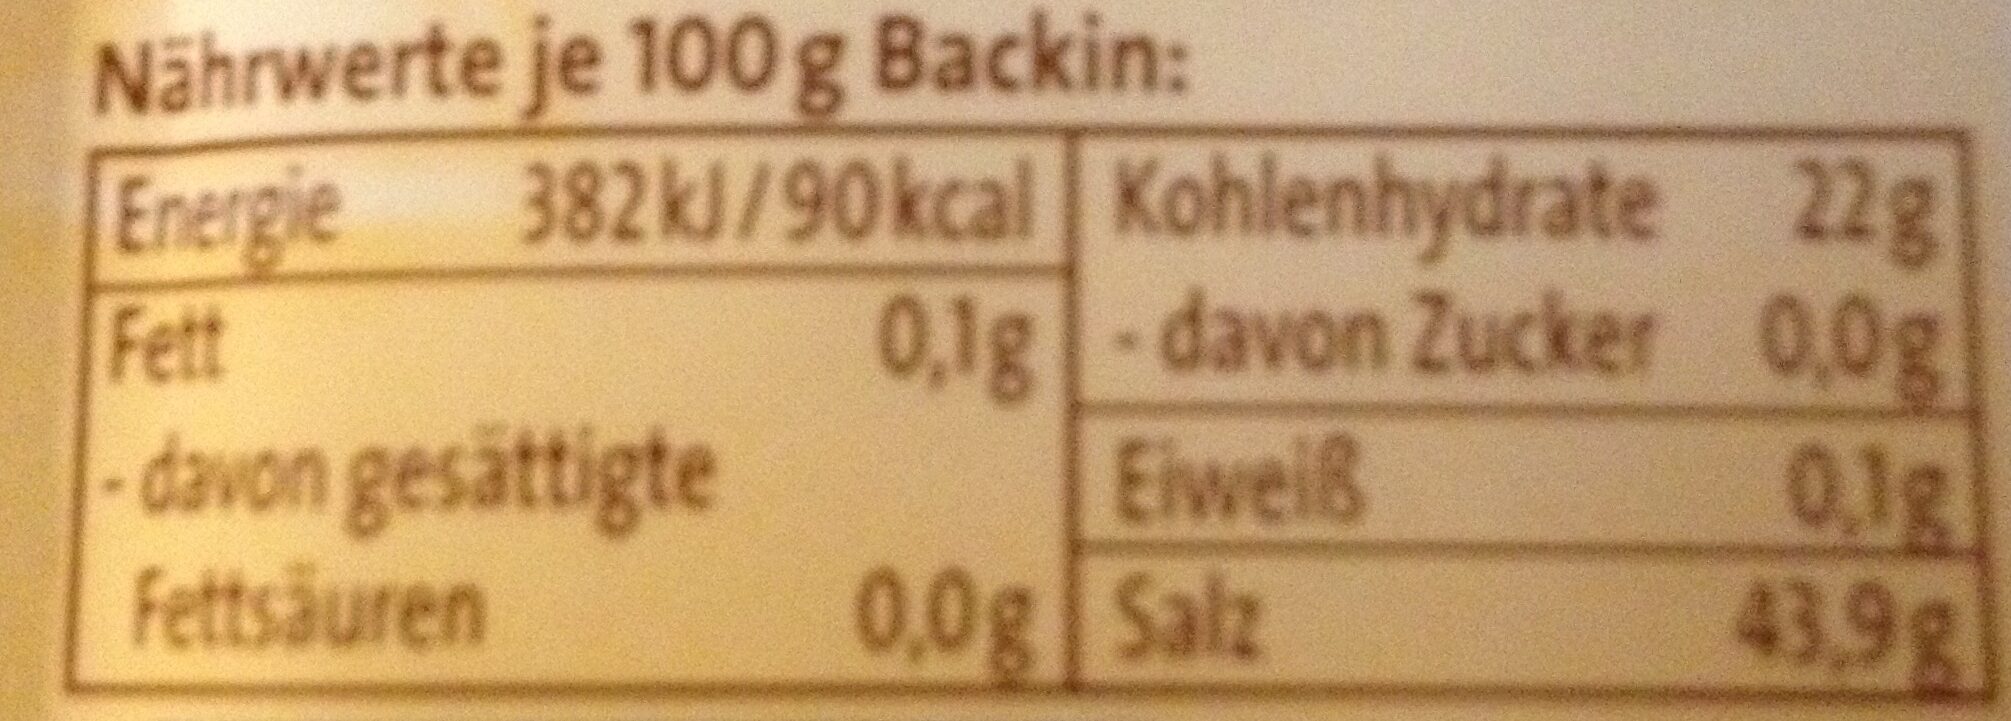 Nährwerte je 100 g Backin:
Energie 382 kJ / 90 kcal
Fett 0,1 g
- davon gesättigte
Fettsäuren 0,0 g
Kohlenhydrate 22 g
- davon Zucker 0,0 g
Eiweiß 0,1 g
Salz 43,9 g